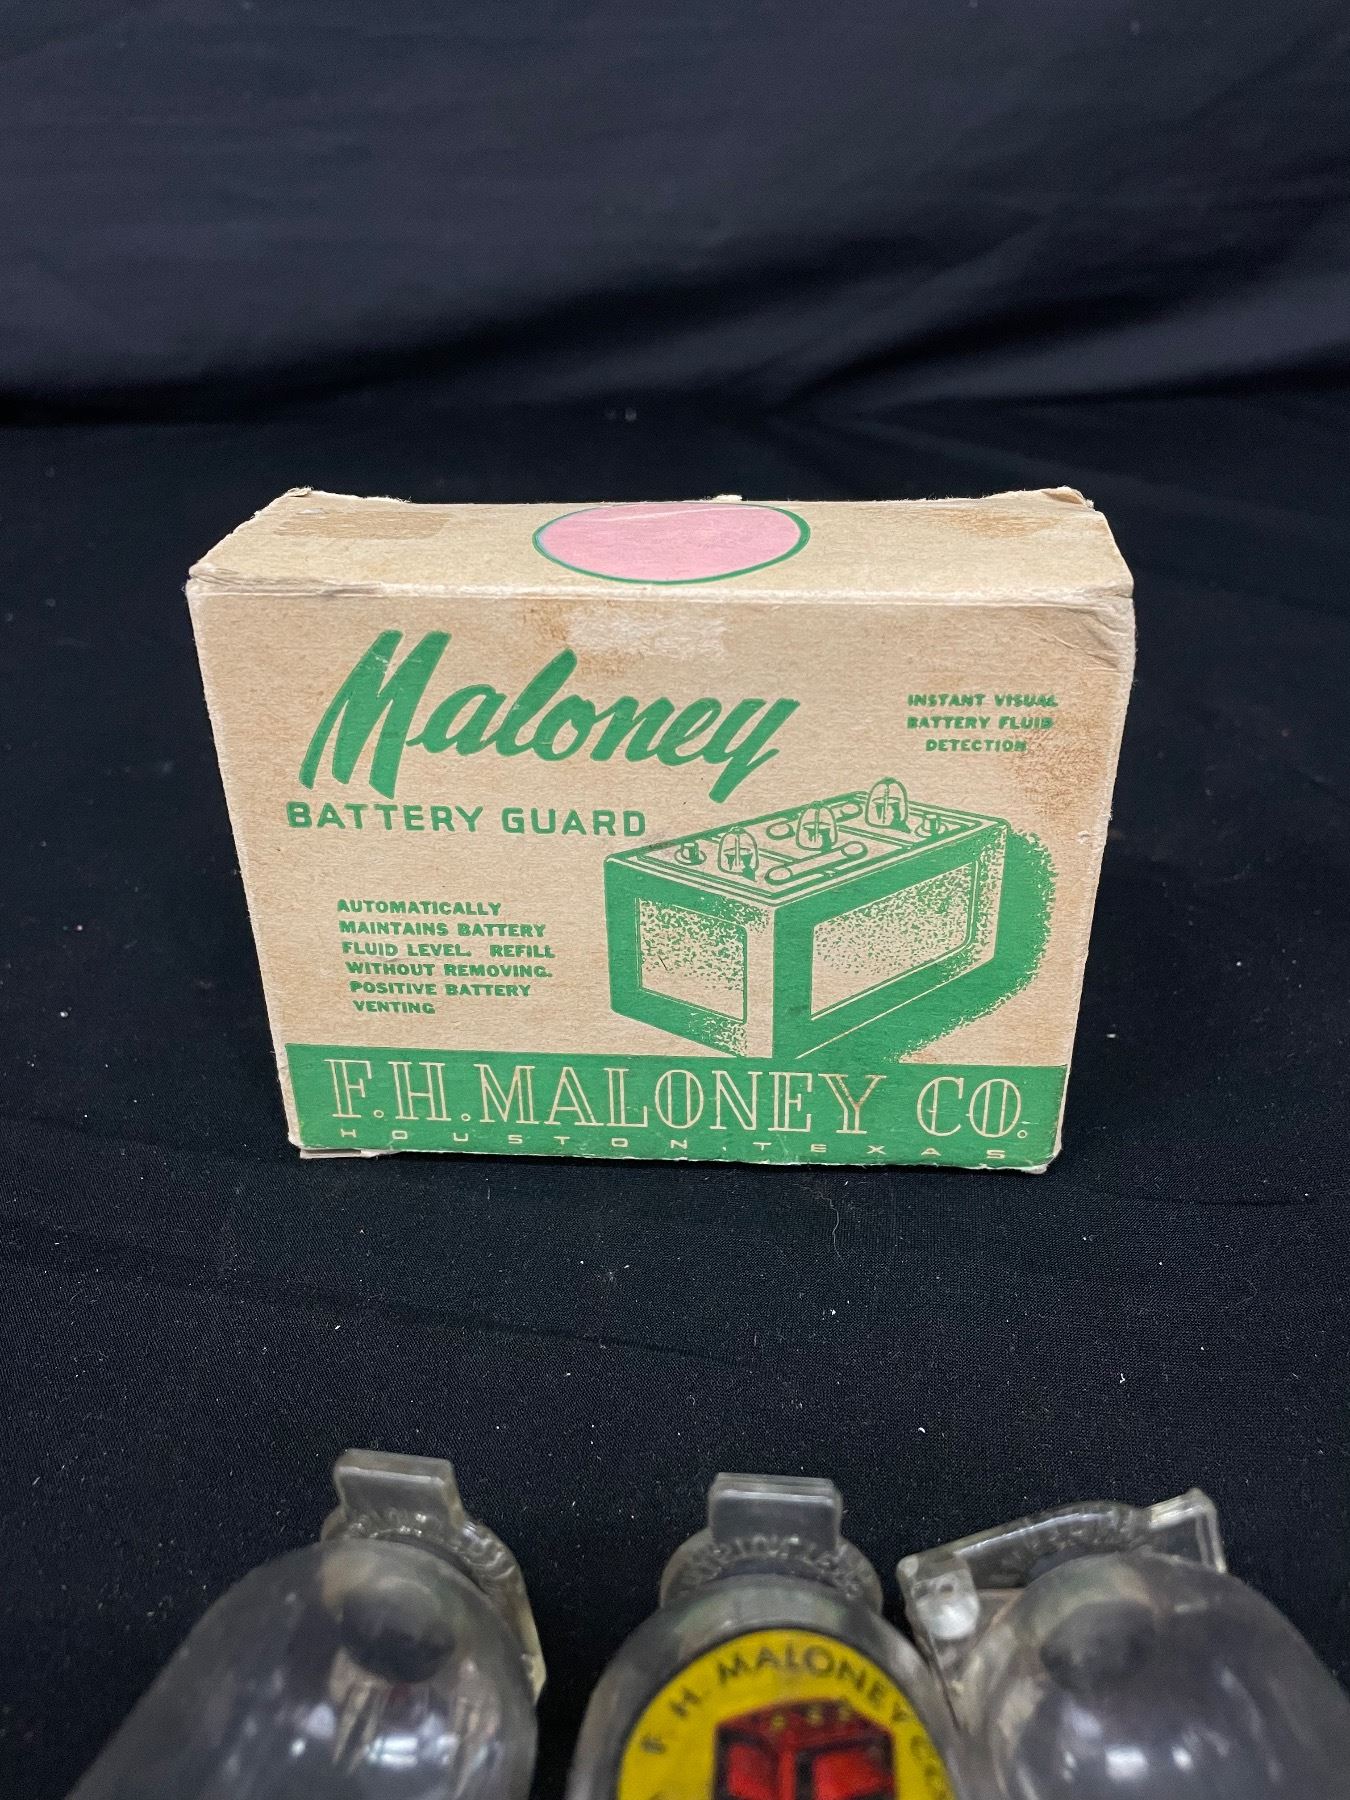 Maloney
BATTERY GUARD
INSTANT VISUAL
BATTERY FLUID
DETECTION
AUTOMATICALLY
MAINTAINS BATTERY
FLUID LEVEL. REFILL
WITHOUT REMOVING.
POSITIVE BATTERY
VENTING
F.H. MALONEY CO.
HOUSTON, TEXAS
F. H. MALONEY CO.